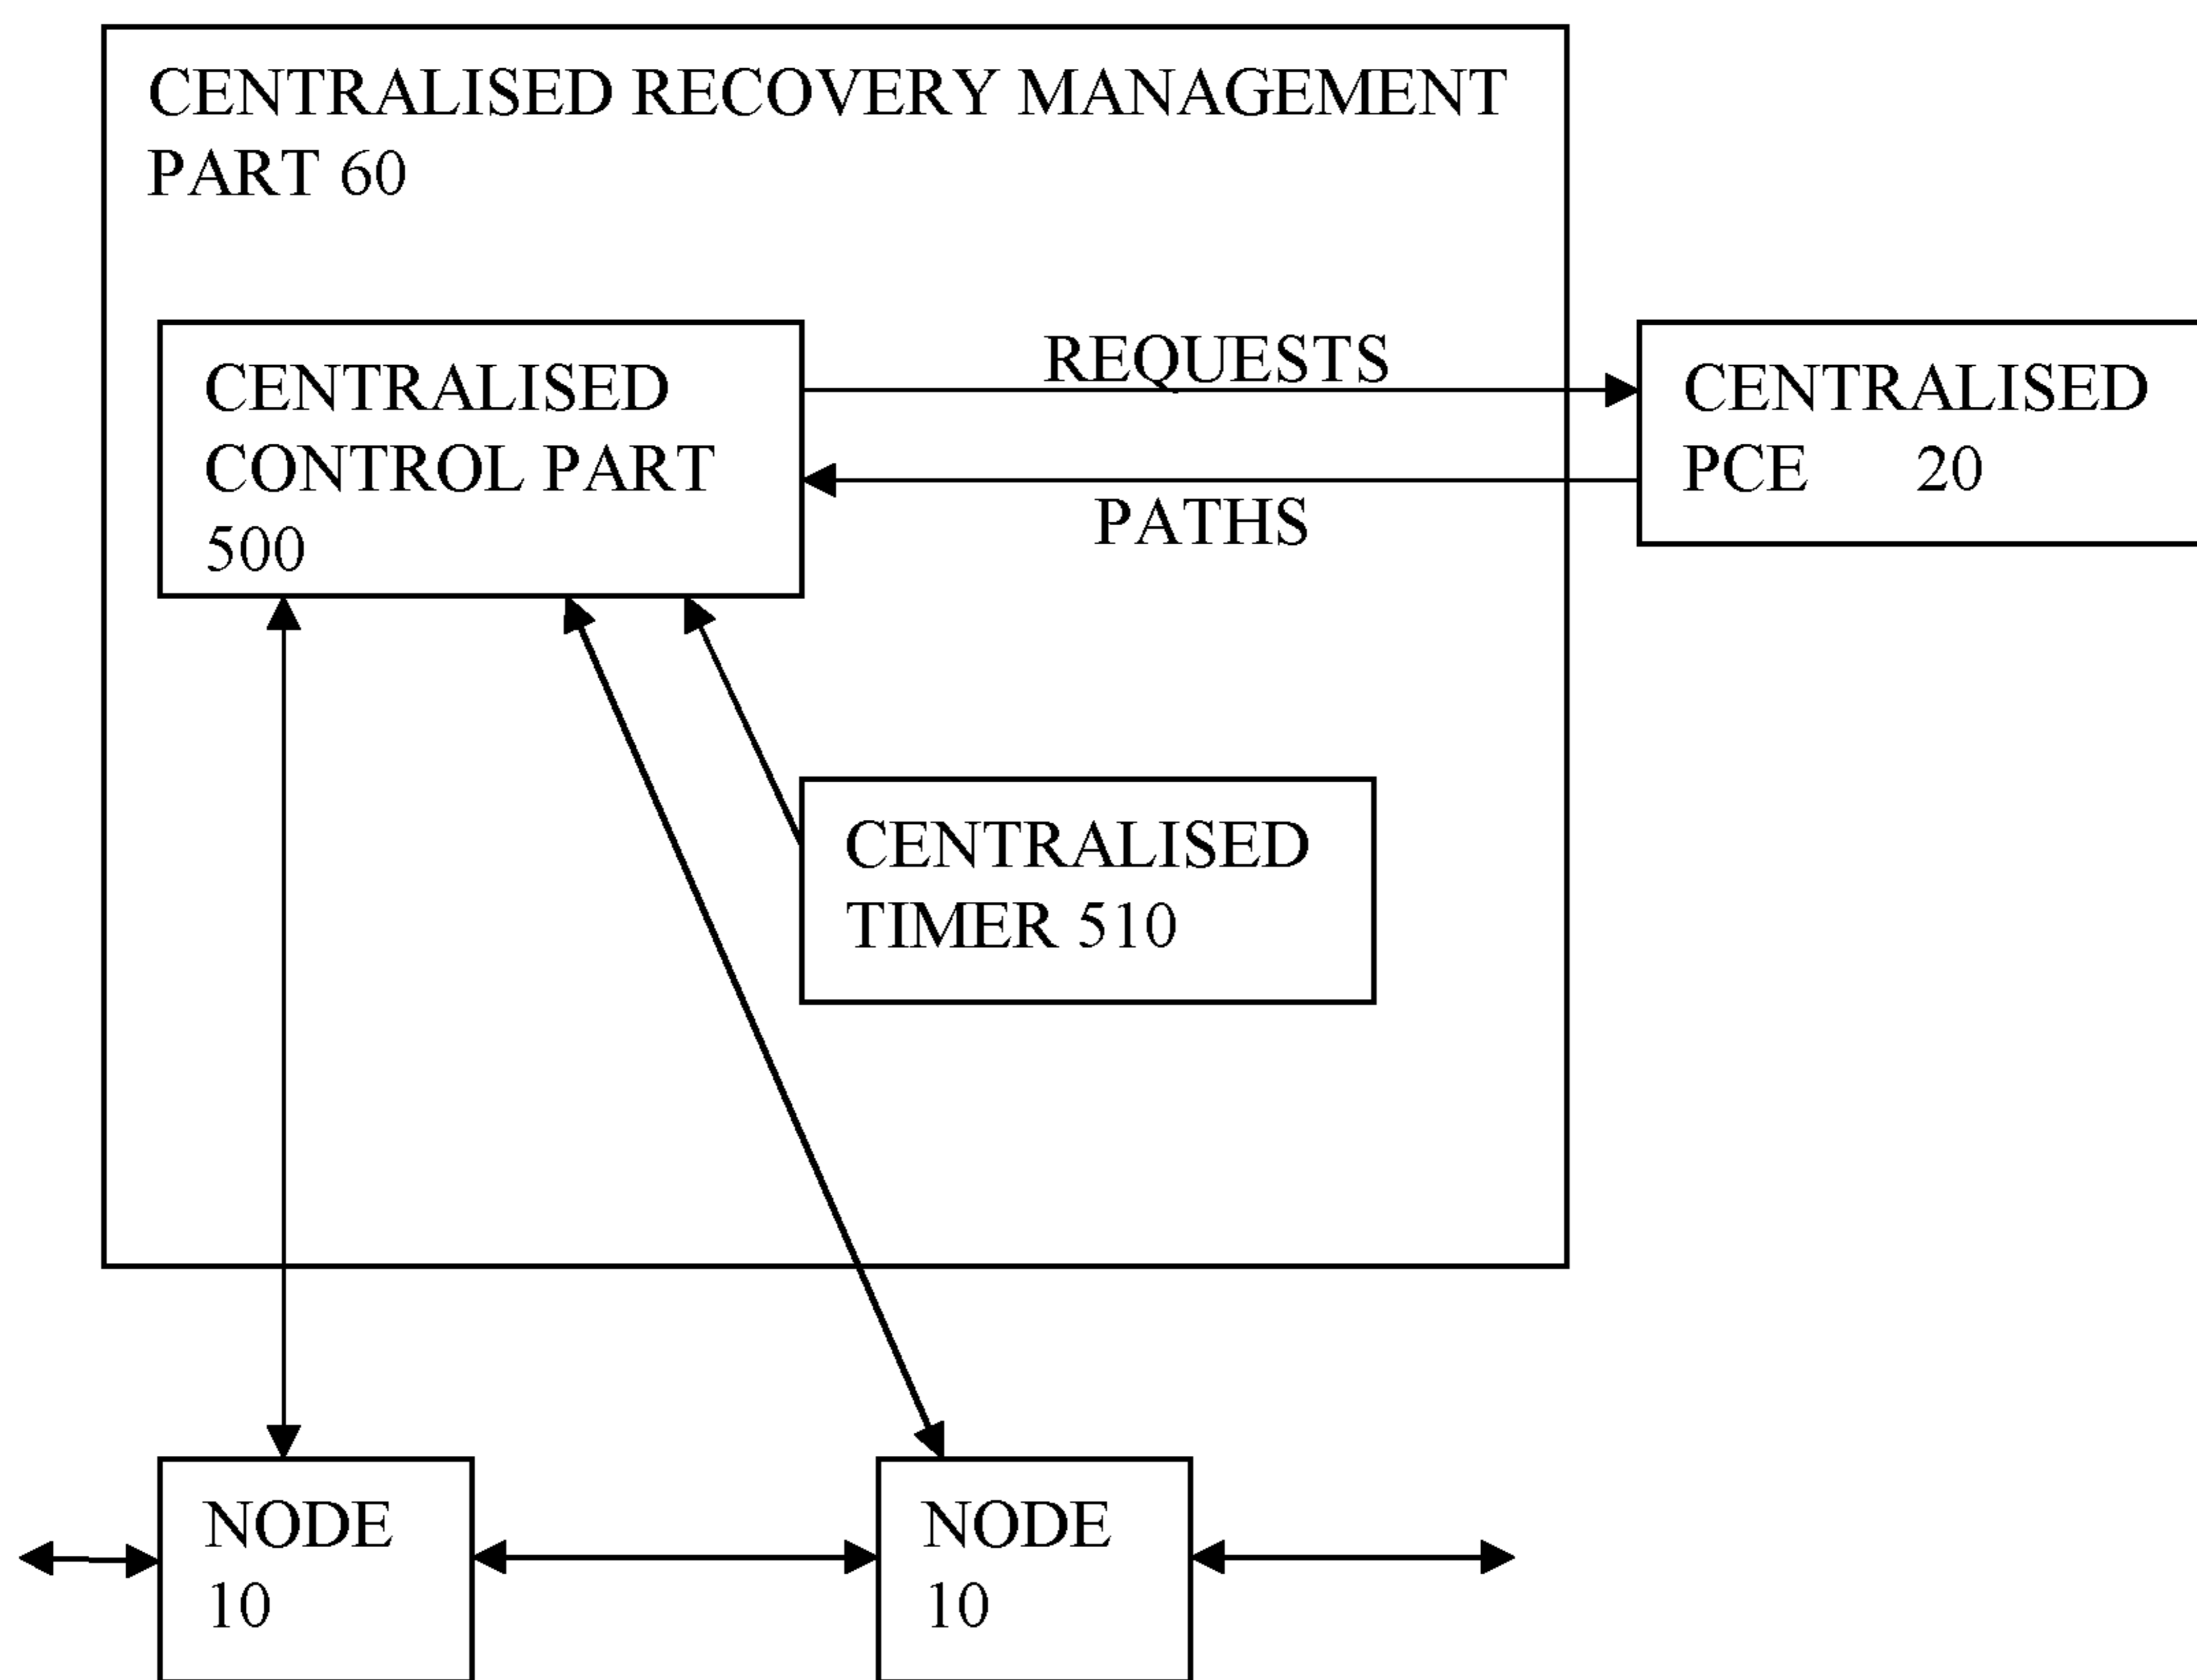 CENTRALISED RECOVERY MANAGEMENT
PART 60
CENTRALISED
CONTROL PART
500
REQUESTS
PATHS
CENTRALISED
PCE 20
CENTRALISED
TIMER 510
NODE
10
NODE
10